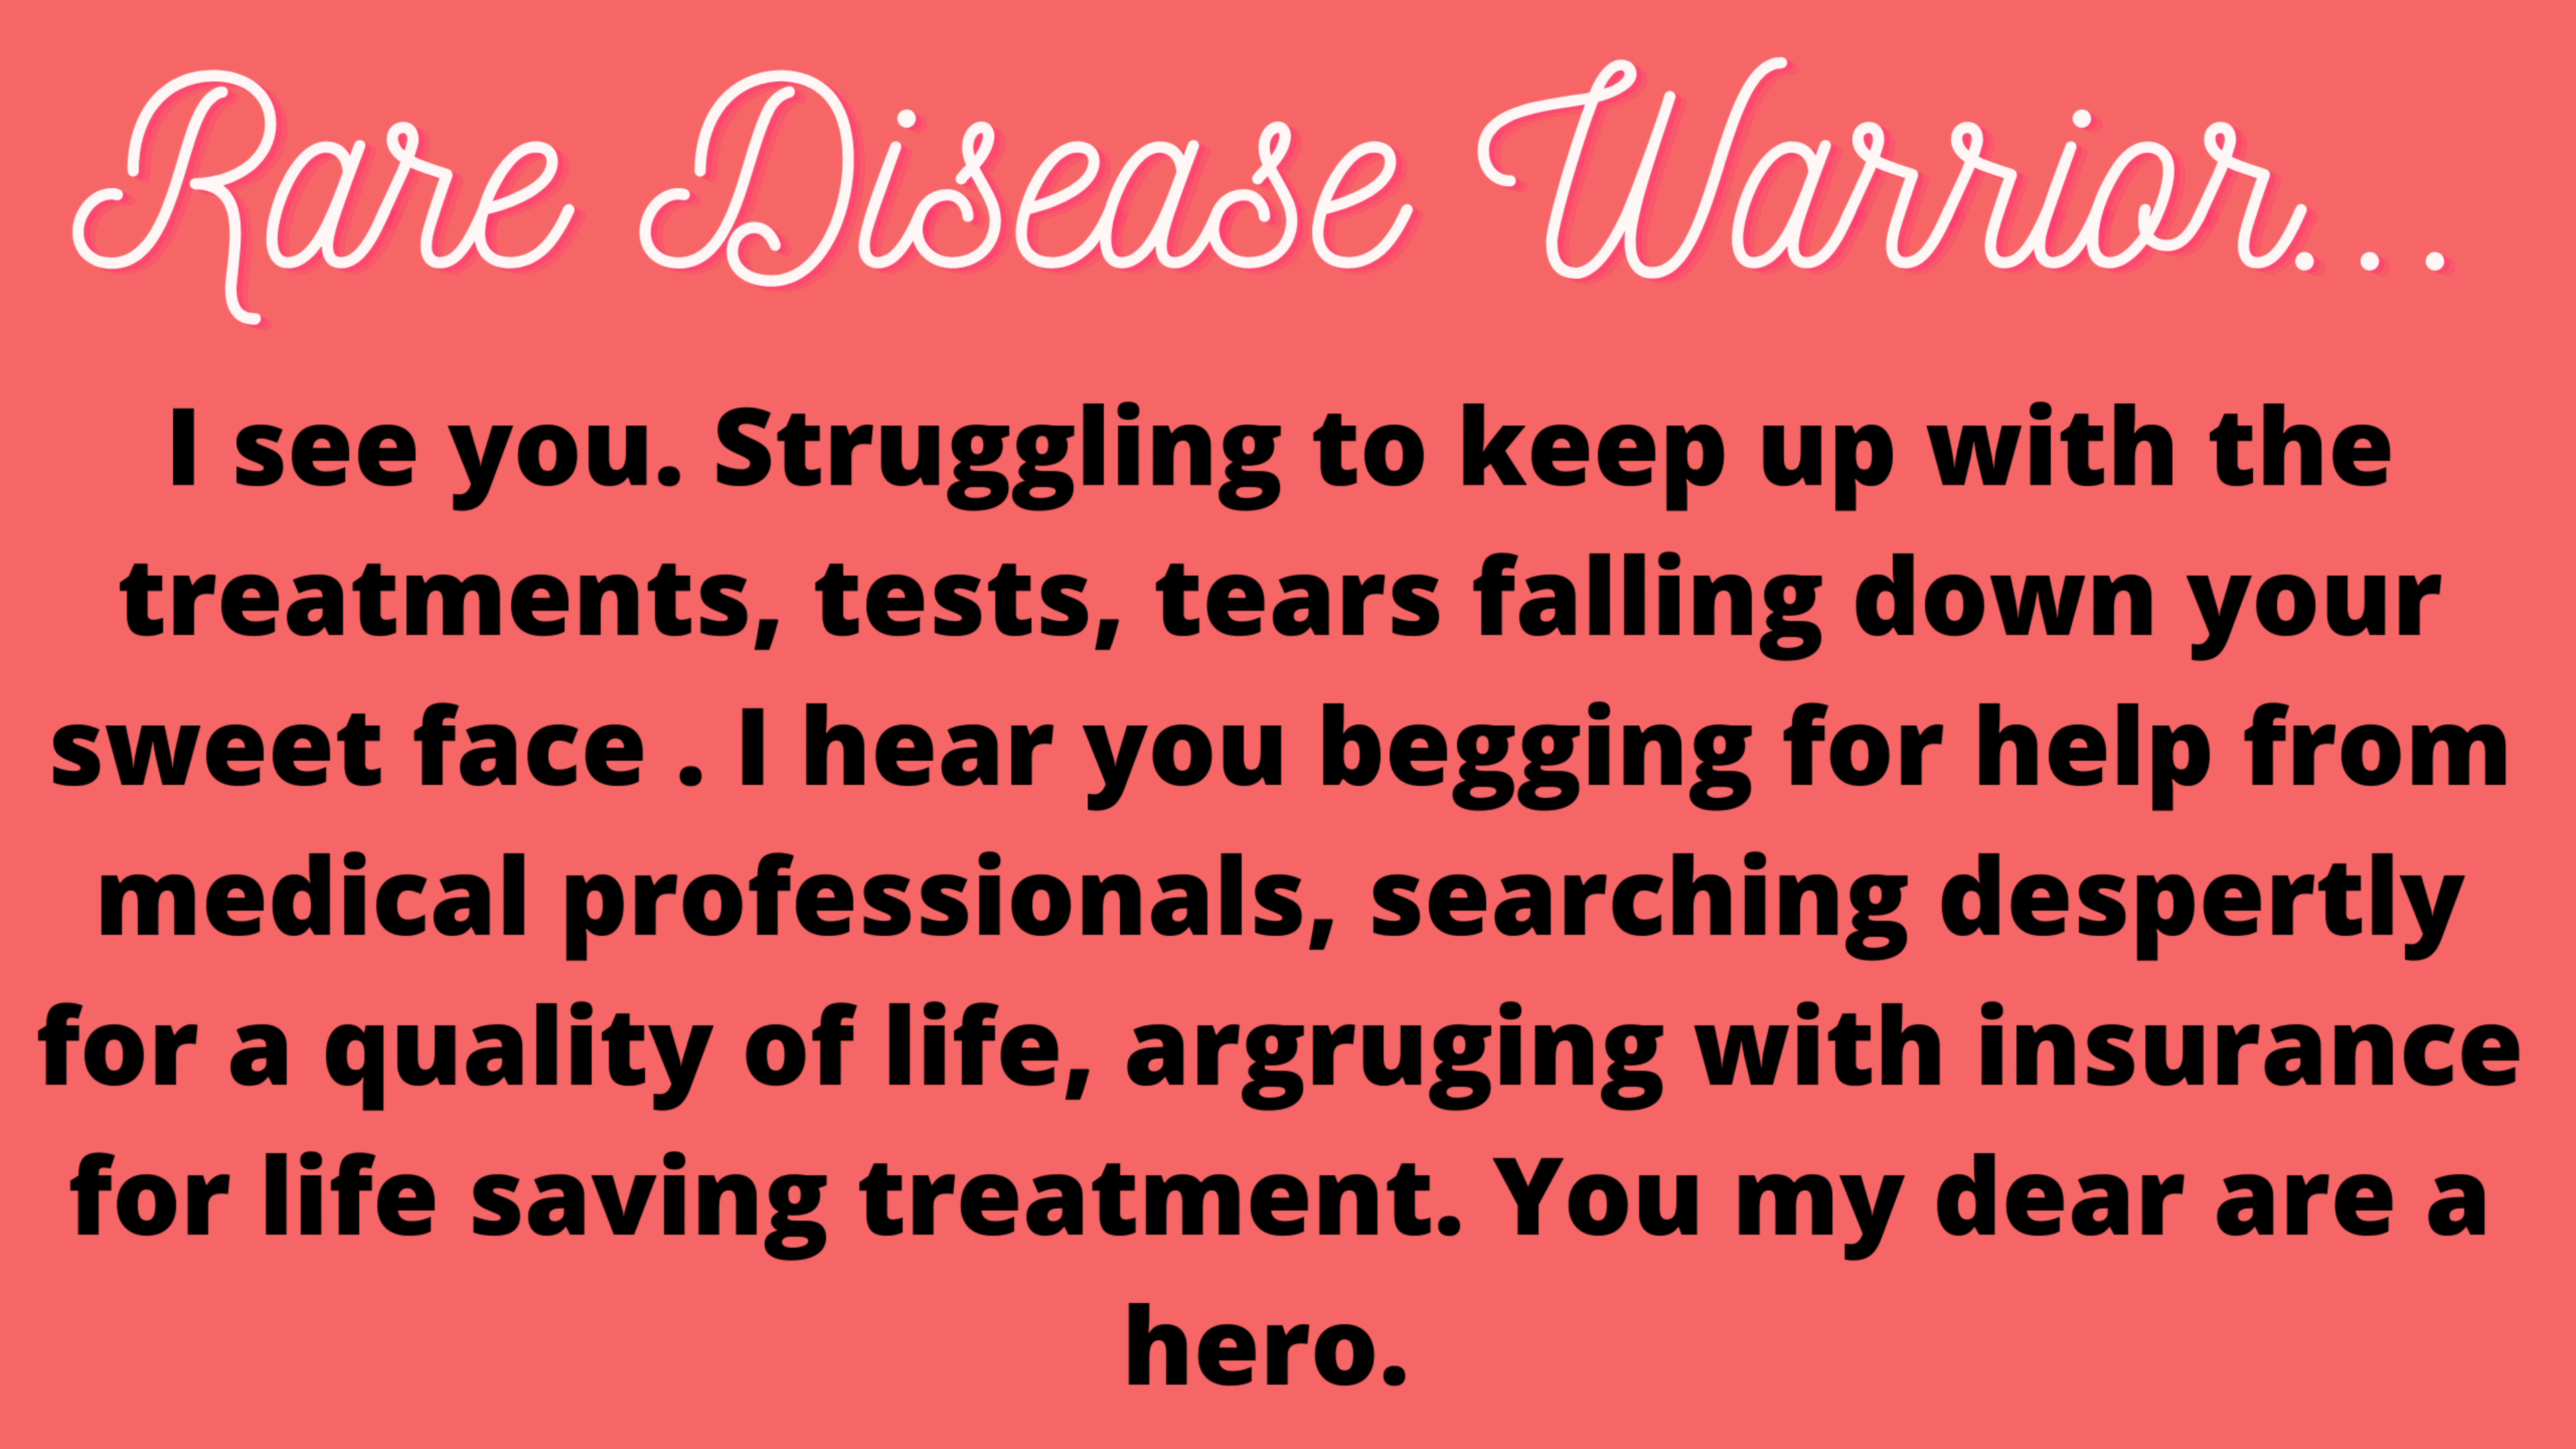 Rare Disease Warrior...
I see you. Struggling to keep up with the
treatments, tests, tears falling down your
sweet face . I hear you begging for help from
medical professionals, searching despertly
for a quality of life, argruging with insurance
for life saving treatment. You my dear are a
hero.